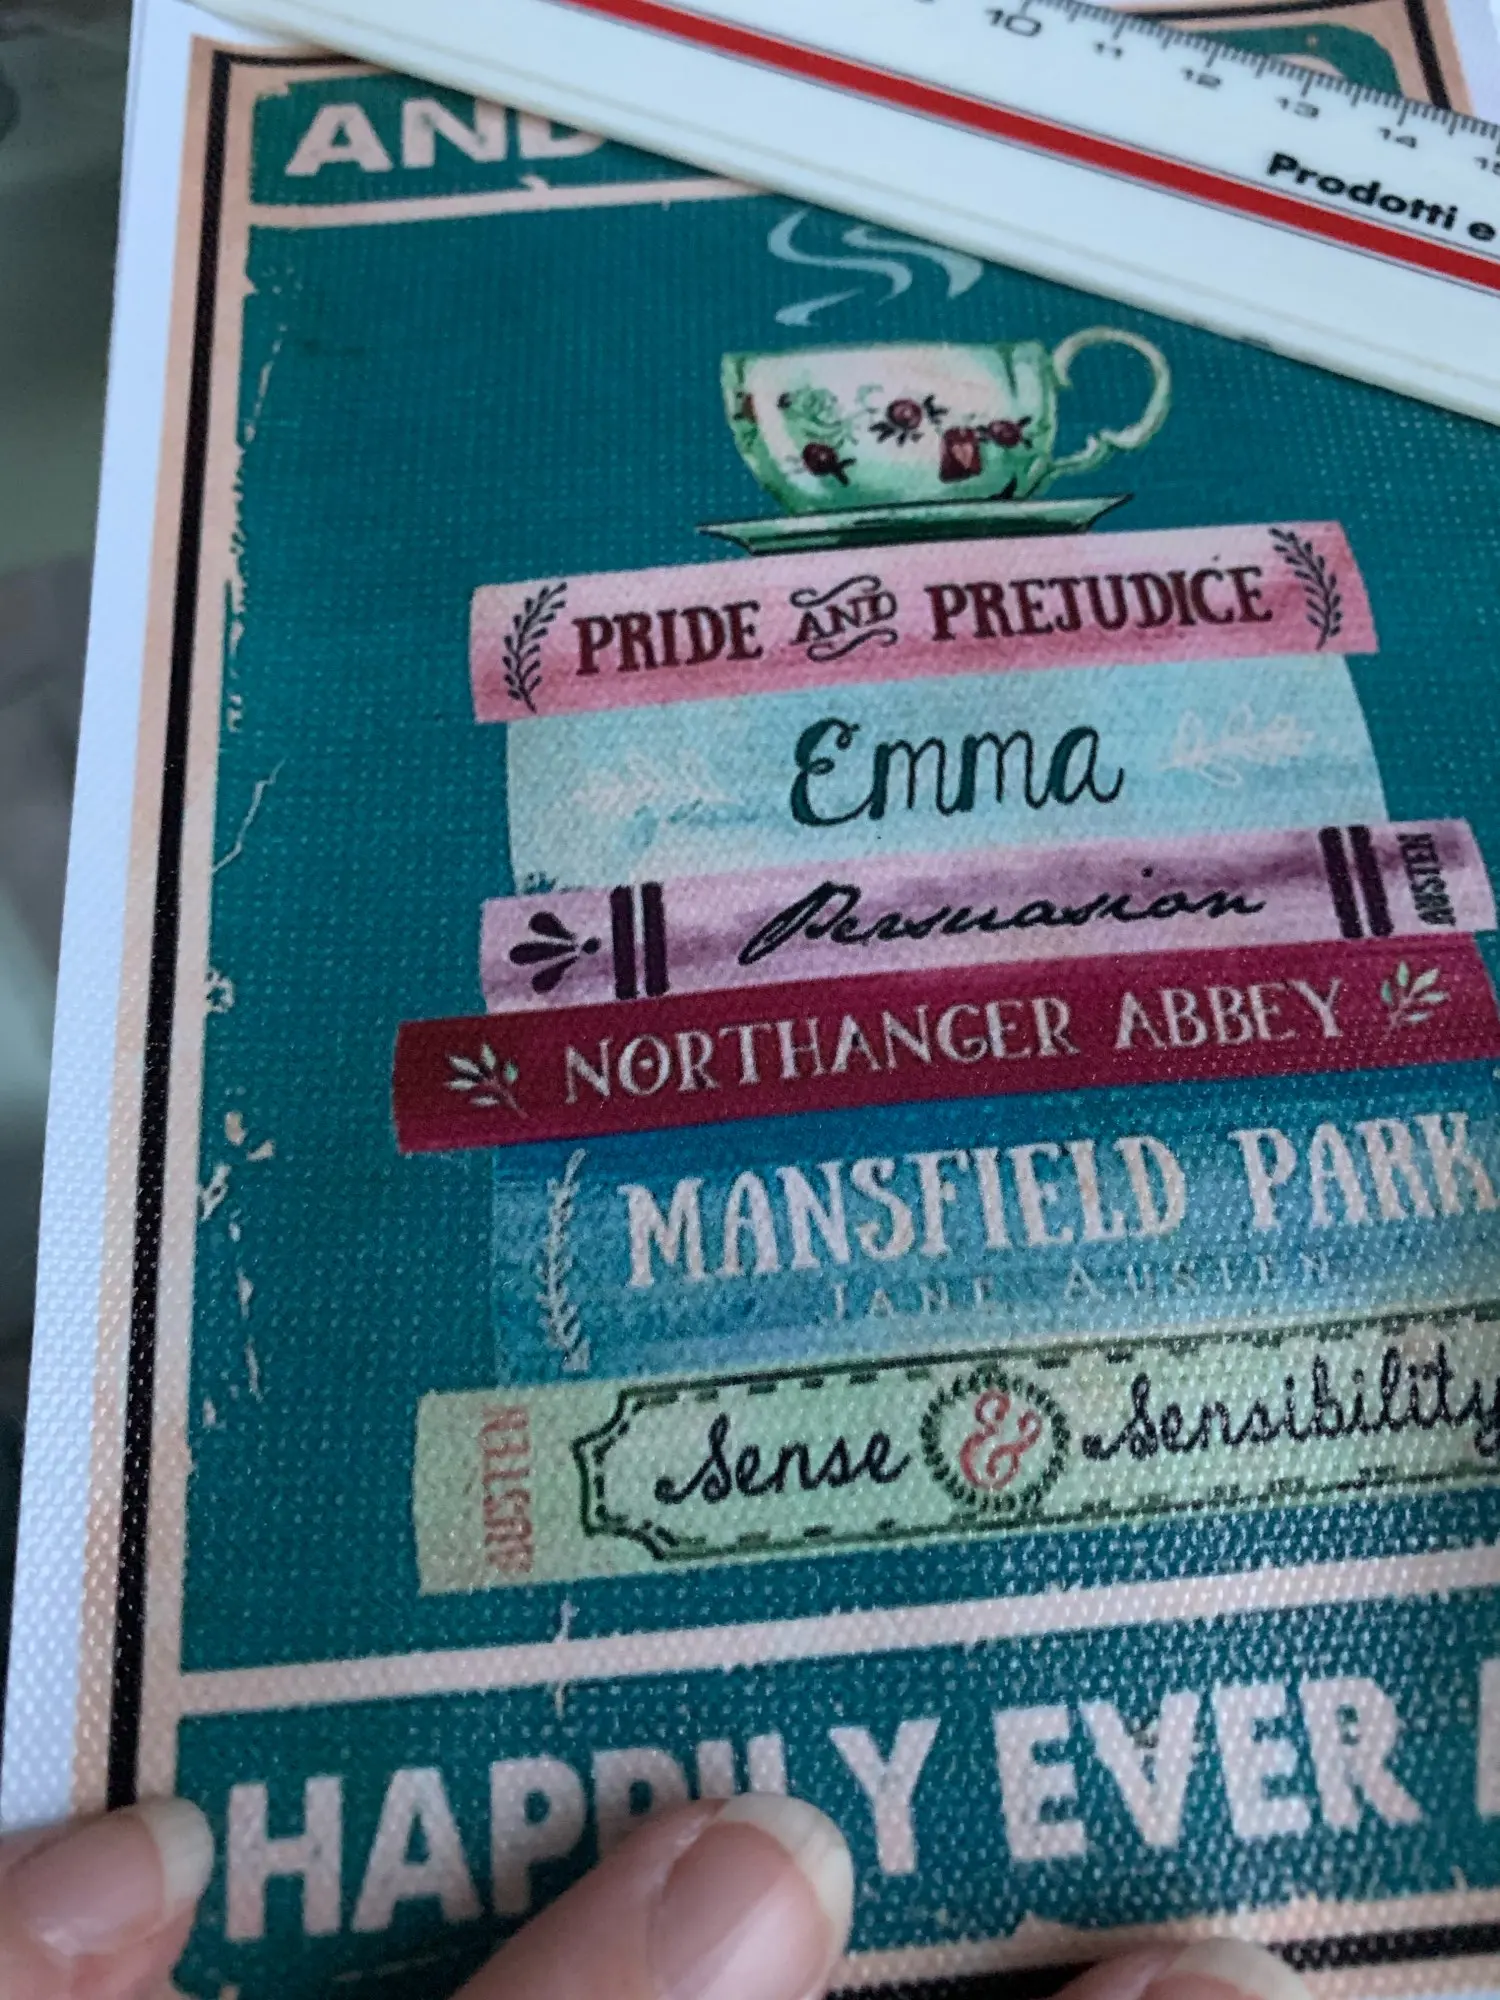 10 11 12 13 14 15
Prodotti e
AND
PRIDE AND PREJUDICE
Emma
Persuasion AUSTEN
NORTHANGER ABBEY
MANSFIELD PARK
JANE AUSTEN
AUSTEN Sense & Sensibility
HAPPILY EVER